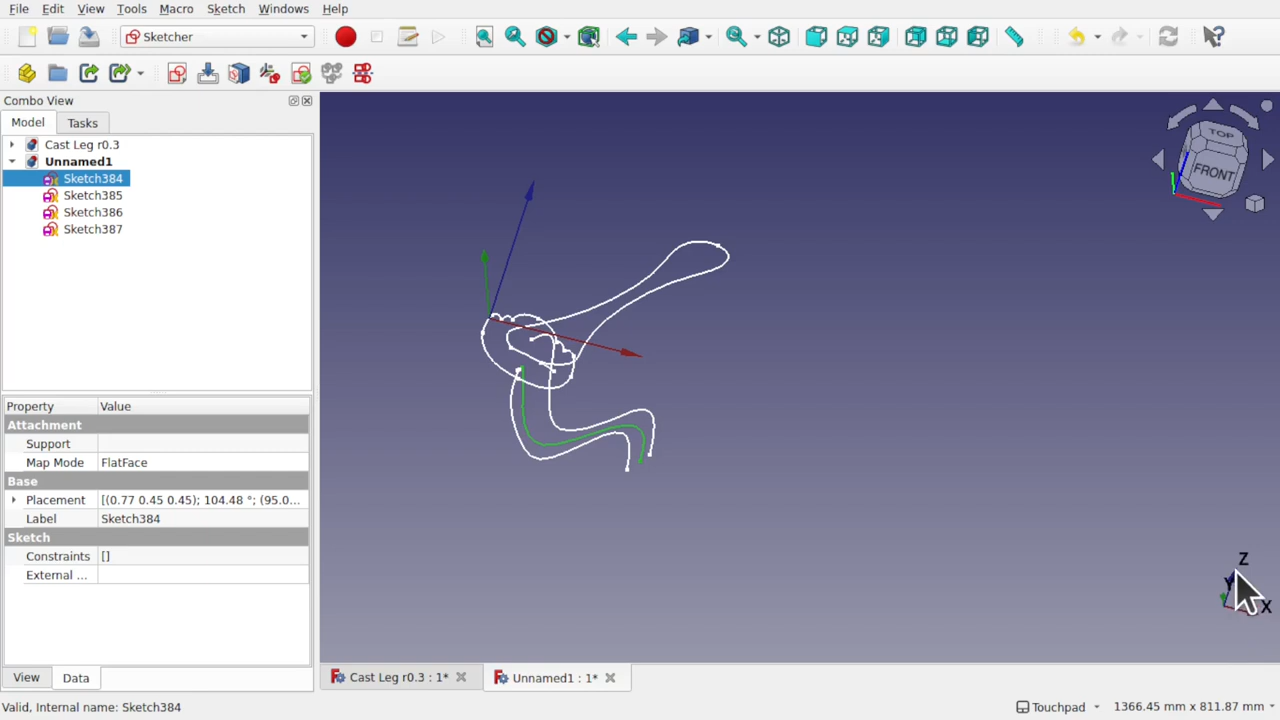 File Edit View Tools Macro Sketch Windows Help
Sketcher
Combo View
Model Tasks
Cast Leg r0.3
Unnamed1
Sketch384
Sketch385
Sketch386
Sketch387
Property Value
Attachment
Support
Map Mode FlatFace
Base
Placement [(0.77 0.45 0.45); 104.48 °; (95.0...
Label Sketch384
Sketch
Constraints []
External ...
View Data
TOP
FRONT
Z
Y
X
Cast Leg r0.3 : 1*
Unnamed1 : 1*
Valid, Internal name: Sketch384
Touchpad
1366.45 mm x 811.87 mm